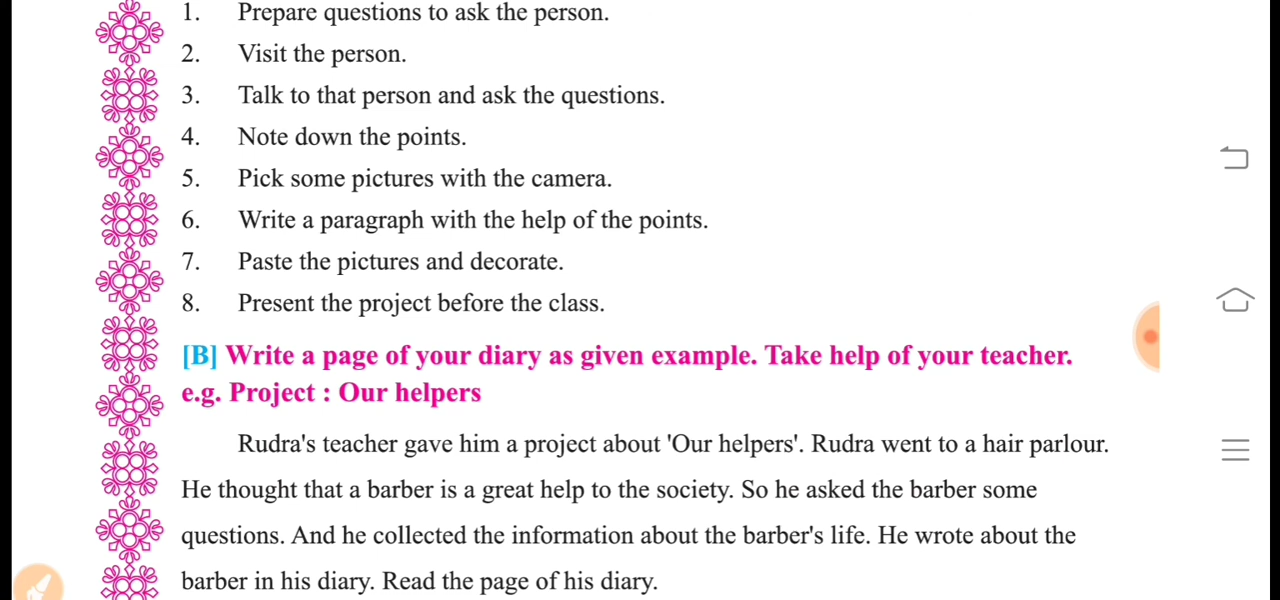 1. Prepare questions to ask the person.
2. Visit the person.
3. Talk to that person and ask the questions.
4. Note down the points.
5. Pick some pictures with the camera.
6. Write a paragraph with the help of the points.
7. Paste the pictures and decorate.
8. Present the project before the class.
[B] Write a page of your diary as given example. Take help of your teacher.
e.g. Project : Our helpers
Rudra's teacher gave him a project about 'Our helpers'. Rudra went to a hair parlour.
He thought that a barber is a great help to the society. So he asked the barber some
questions. And he collected the information about the barber's life. He wrote about the
barber in his diary. Read the page of his diary.